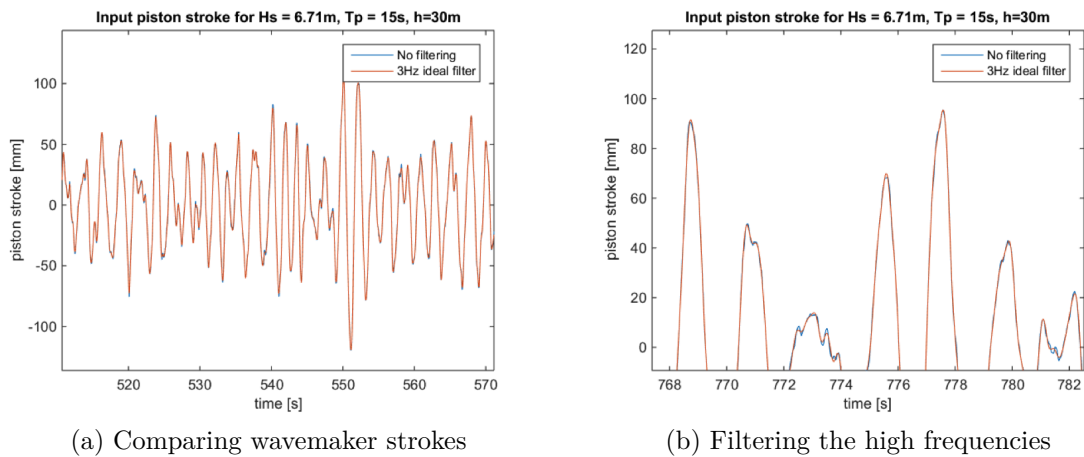 Input piston stroke for Hs = 6.71m, Tp = 15s, h=30m
No filtering
3Hz ideal filter
piston stroke [mm]
100
50
0
-50
-100
520
530
540
550
560
570
time [s]
(a) Comparing wavemaker strokes
Input piston stroke for Hs = 6.71m, Tp = 15s, h=30m
No filtering
3Hz ideal filter
piston stroke [mm]
120
100
80
60
40
20
0
768
770
772
774
776
778
780
782
time [s]
(b) Filtering the high frequencies